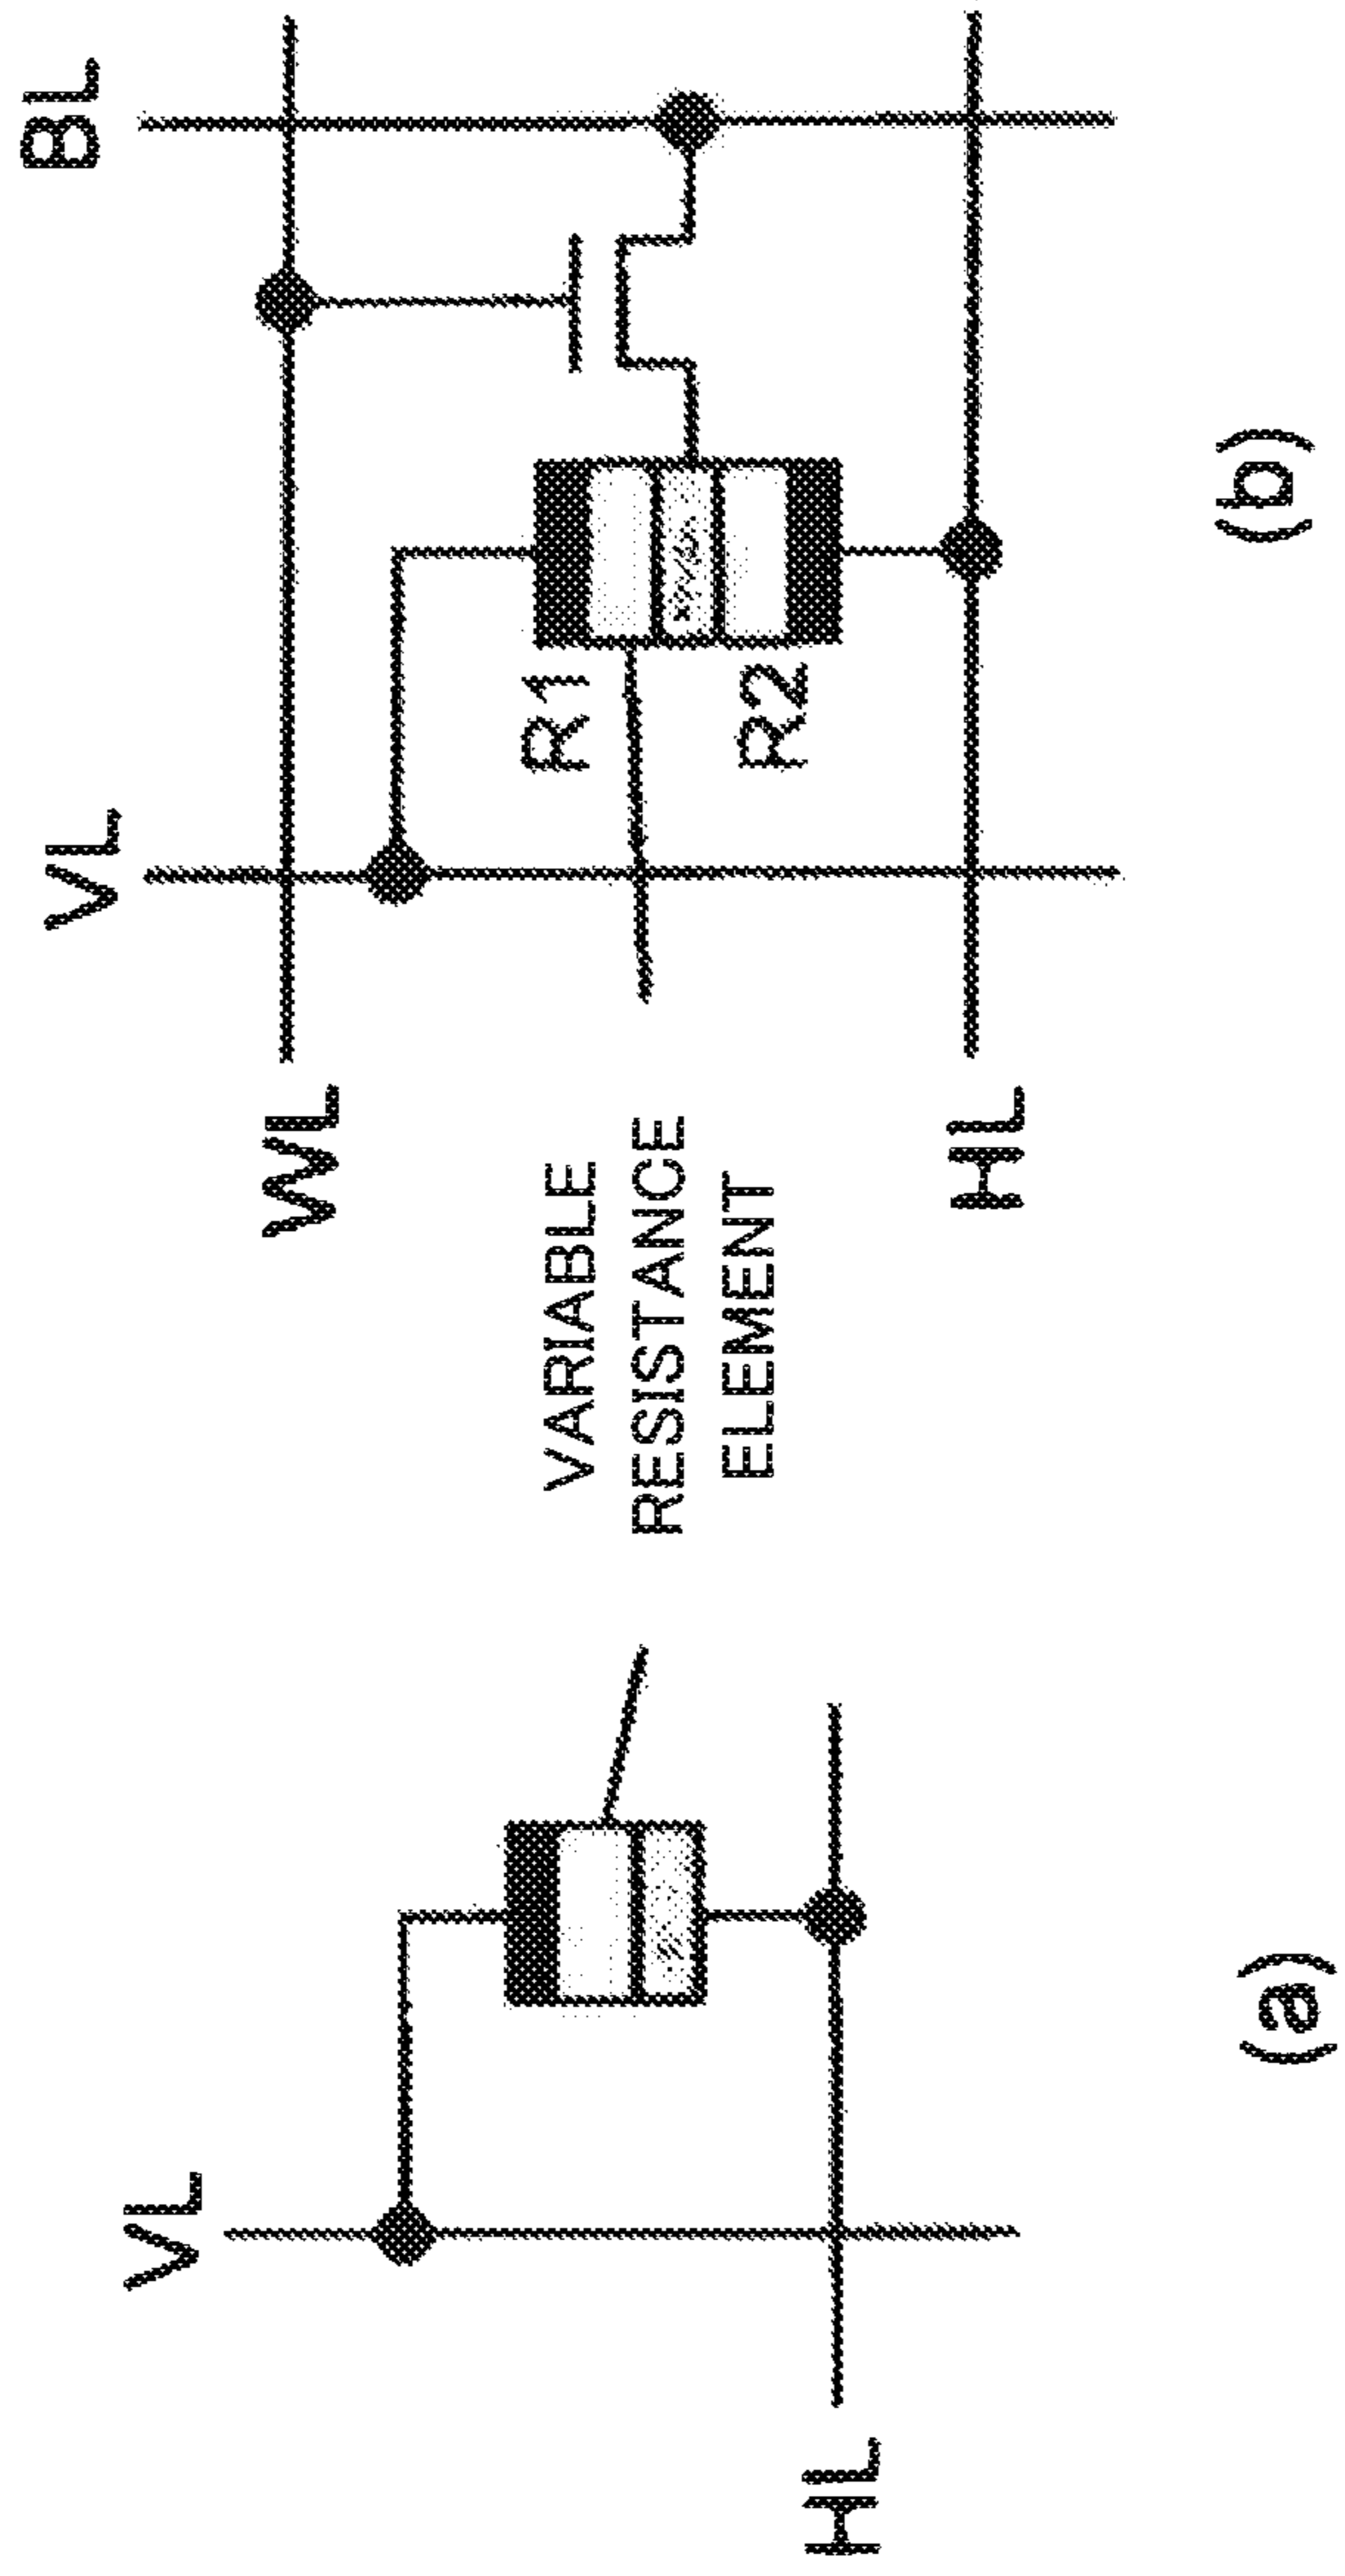 VL
HL
(a)
VARIABLE
RESISTANCE
ELEMENT
VL
BL
WL
R1
R2
HL
(b)